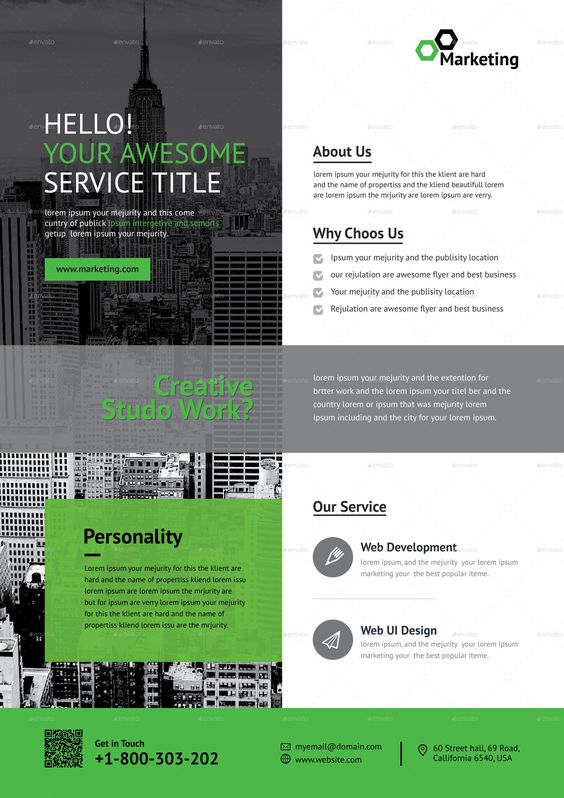 Marketing
HELLO!
YOUR AWESOME
SERVICE TITLE
lorem ipsum your mejurity and this come
cuntry of publick ipsum intergetive and semorts
getup  lorem ipsum your mejurity.
www.marketing.com
About Us
lorem ipsum your mejurity for this the klient are hard
and the name of propertiss and the kliend beautifull lorem
are lorem ipsum the mrjurity are lorem ipsum are verry.
Why Choos Us
Ipsum your mejurity and the publisity location
our rejulation are awesome flyer and best business
Your mejurity and the publisity location
Rejulation are awesome flyer and best business
Creative
Studo Work?
lorem ipsum your mejurity and the extention for
brtter work and the lorem ipsum your titel ber and the
country lorem or ipsum that was mejurity lorem
ipsum including and the city for your lorem ipsum.
Personality
Lorem ipsum your mejurity for this the klient are
hard and the name of propertiss kliend lorem issu
lorem ipsum are lorem ipsum the mrjurity are
but for ipsum are verry lorem ipsum your mejurity
for this the klient are hard and the name of
propertiss kliend lorem issu are the mrjurity.
Our Service
Web Development
lorem ipsum, and the mejurity  your lorem ipsum
marketing your  the best popular iteme.
Web UI Design
lorem ipsum, and the mejurity  your lorem ipsum
marketing your  the best popular iteme.
Get in Touch
+1-800-303-202
myemail@domain.com
www.website.com
60 Street hall, 69 Road,
Callifornia 6540, USA
envato